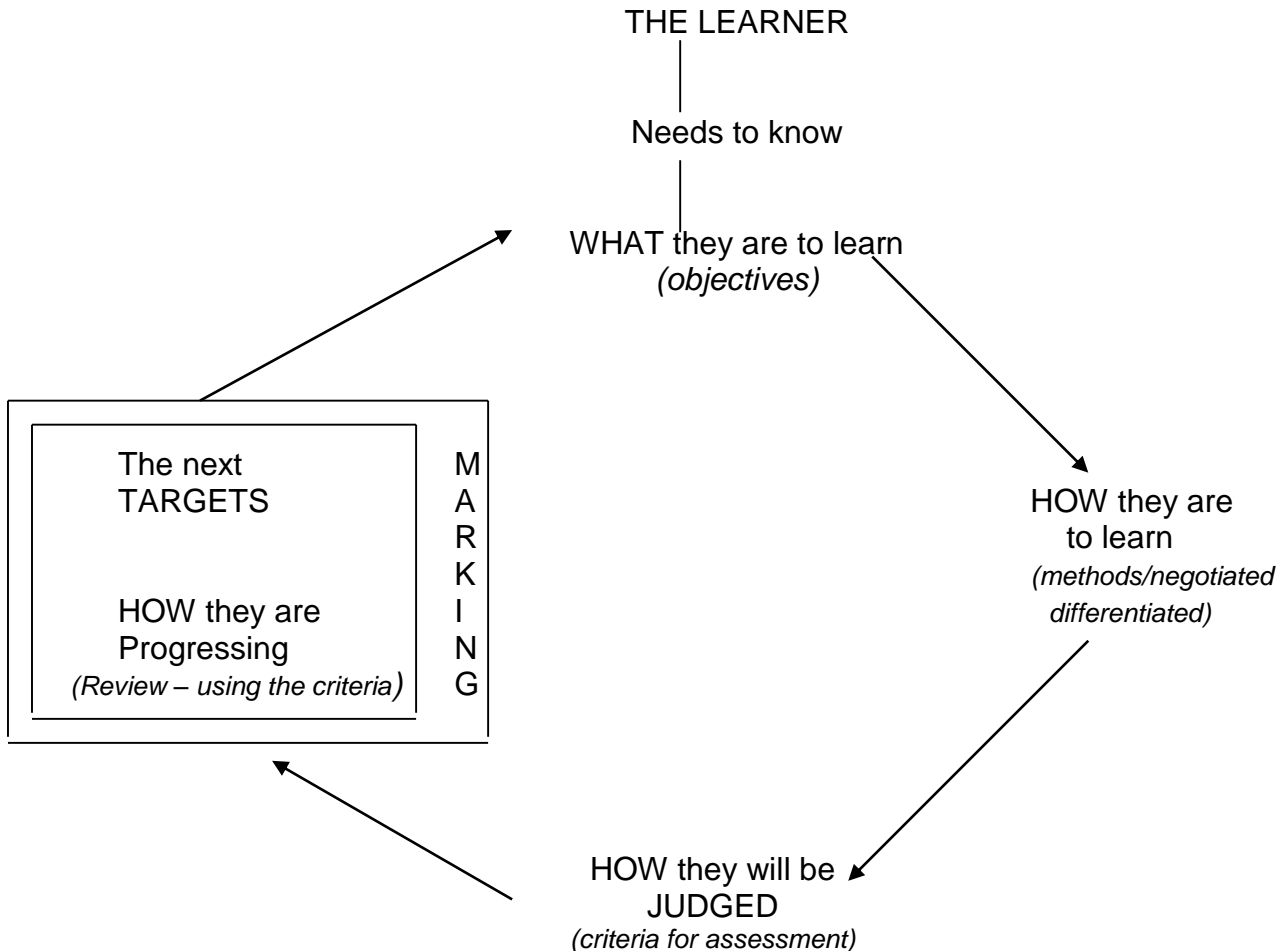 THE LEARNER
Needs to know
WHAT they are to learn
(objectives)
HOW they are
to learn
(methods/negotiated
differentiated)
HOW they will be
JUDGED
(criteria for assessment)
The next
TARGETS
HOW they are
Progressing
(Review – using the criteria)
M
A
R
K
I
N
G